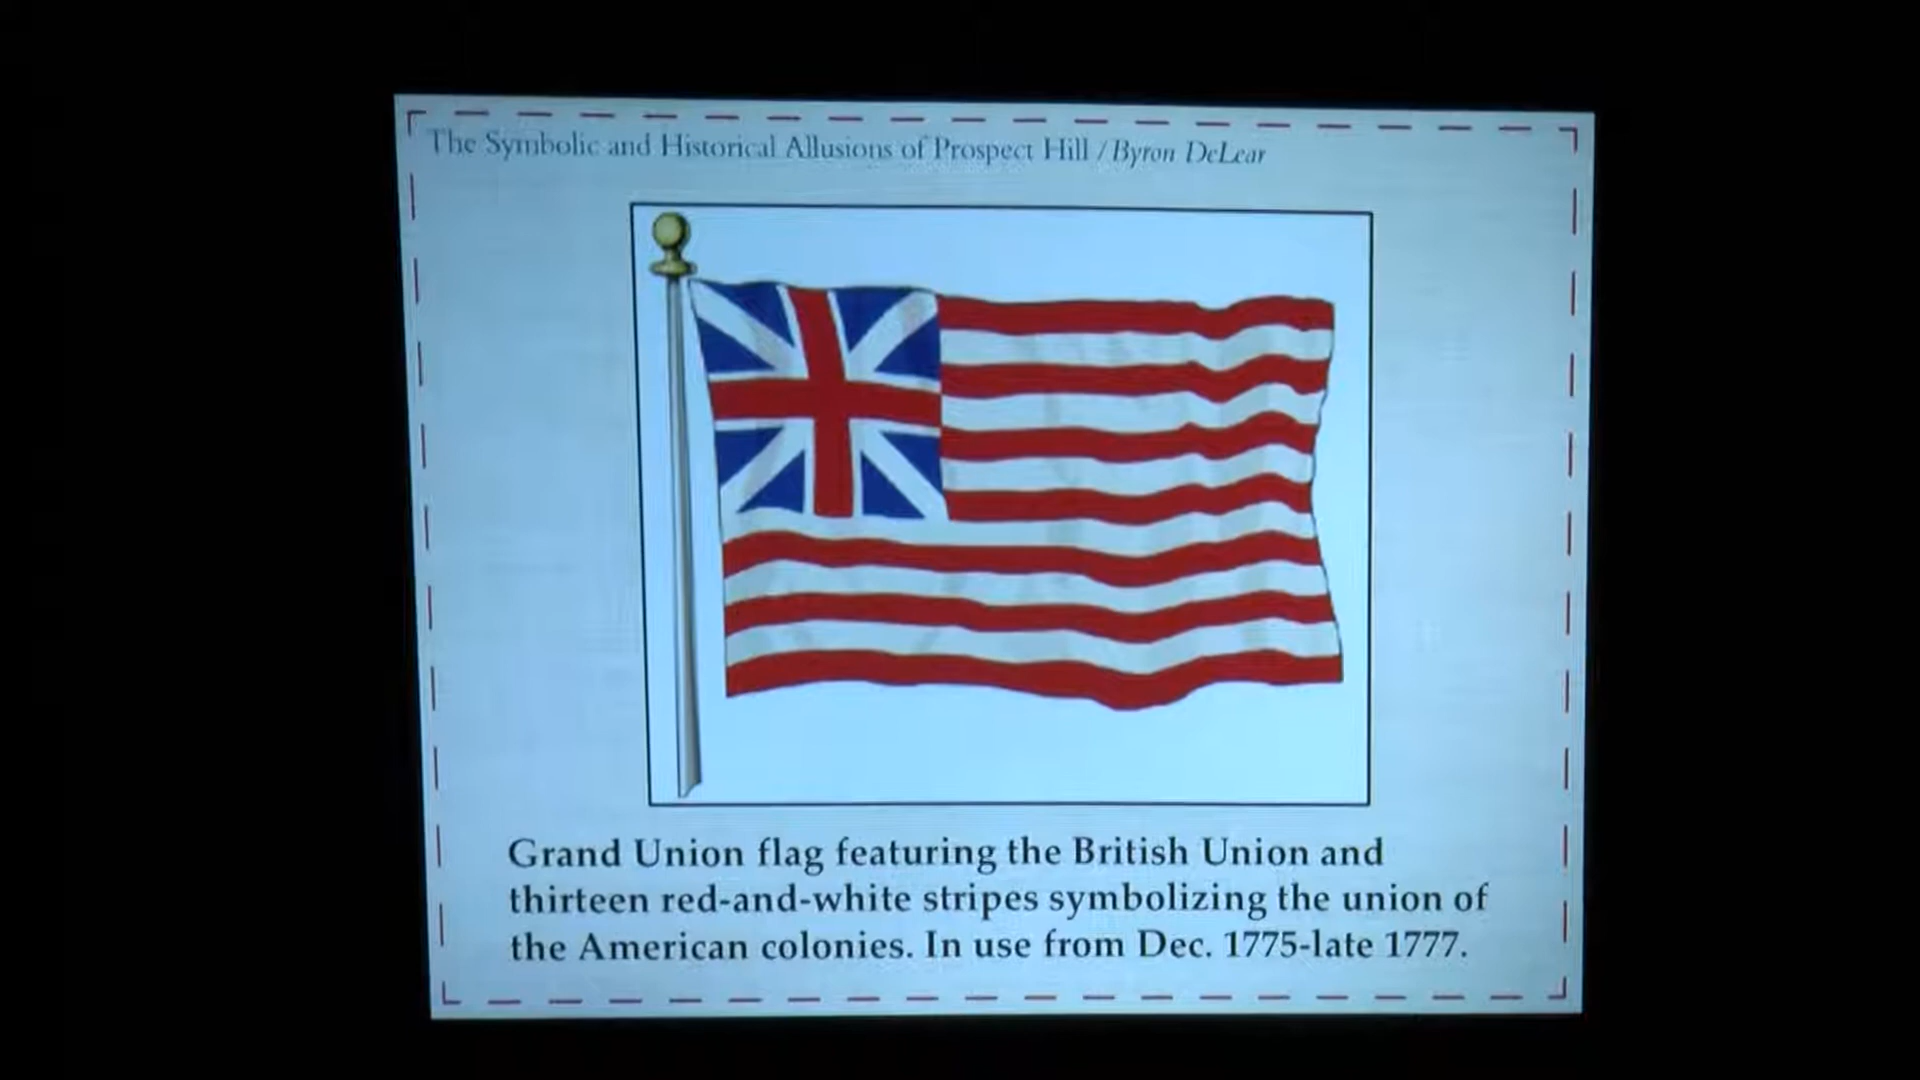 The Symbolic and Historical Allusions of Prospect Hill / Byron DeLear
Grand Union flag featuring the British Union and
thirteen red-and-white stripes symbolizing the union of
the American colonies. In use from Dec. 1775-late 1777.